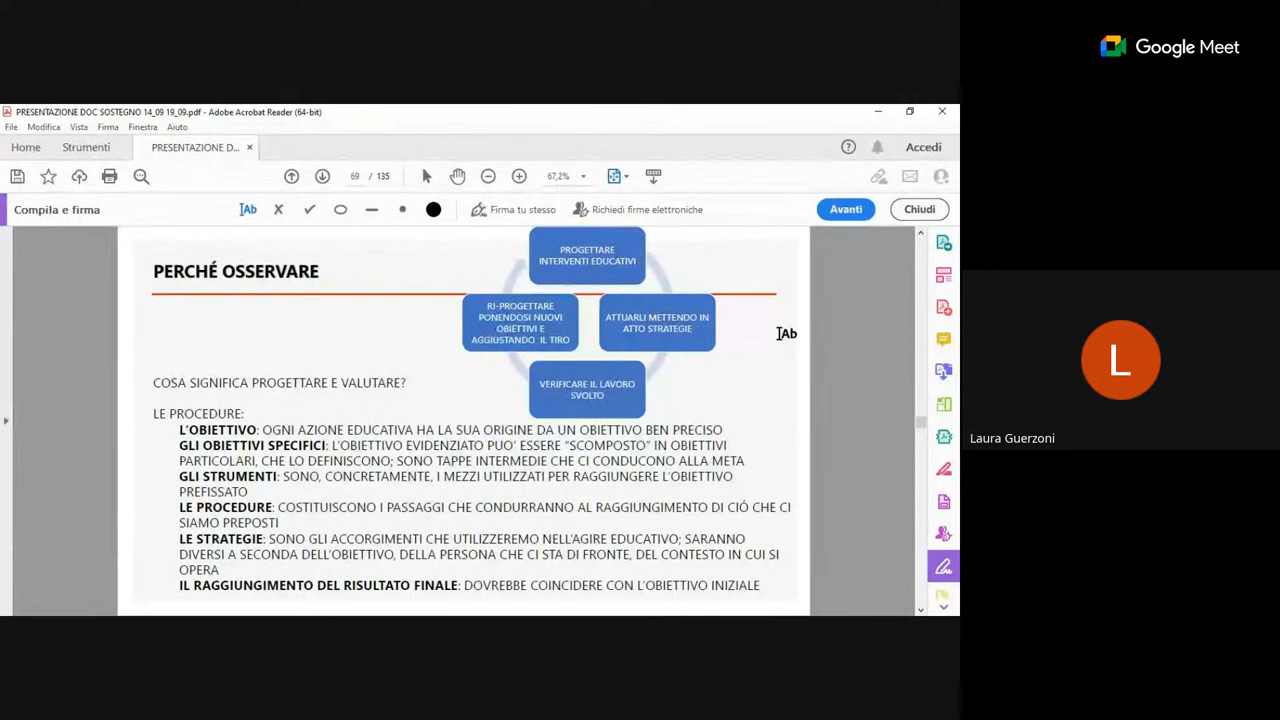 Google Meet
PRESENTAZIONE DOC SOSTEGNO 14_09 19_09.pdf - Adobe Acrobat Reader (64-bit)
File Modifica Vista Firma Finestra Aiuto
Home Strumenti PRESENTAZIONE D... × Accedi
69 / 135 67,2%
Compila e firma Ab Firma tu stesso Richiedi firme elettroniche Avanti Chiudi
PROGETTARE
INTERVENTI EDUCATIVI
PERCHÉ OSSERVARE
RI-PROGETTARE
PONENDOSI NUOVI
OBIETTIVI E
AGGIUSTANDO IL TIRO
ATTUARLI METTENDO IN
ATTO STRATEGIE
Ab
VERIFICARE IL LAVORO
SVOLTO
COSA SIGNIFICA PROGETTARE E VALUTARE?
LE PROCEDURE:
L'OBIETTIVO: OGNI AZIONE EDUCATIVA HA LA SUA ORIGINE DA UN OBIETTIVO BEN PRECISO
GLI OBIETTIVI SPECIFICI: L'OBIETTIVO EVIDENZIATO PUO' ESSERE "SCOMPOSTO" IN OBIETTIVI
PARTICOLARI, CHE LO DEFINISCONO; SONO TAPPE INTERMEDIE CHE CI CONDUCONO ALLA META
GLI STRUMENTI: SONO, CONCRETAMENTE, I MEZZI UTILIZZATI PER RAGGIUNGERE L'OBIETTIVO
PREFISSATO
LE PROCEDURE: COSTITUISCONO I PASSAGGI CHE CONDURRANNO AL RAGGIUNGIMENTO DI CIÓ CHE CI
SIAMO PREPOSTI
LE STRATEGIE: SONO GLI ACCORGIMENTI CHE UTILIZZEREMO NELL'AGIRE EDUCATIVO; SARANNO
DIVERSI A SECONDA DELL'OBIETTIVO, DELLA PERSONA CHE CI STA DI FRONTE, DEL CONTESTO IN CUI SI
OPERA
IL RAGGIUNGIMENTO DEL RISULTATO FINALE: DOVREBBE COINCIDERE CON L'OBIETTIVO INIZIALE
L
Laura Guerzoni